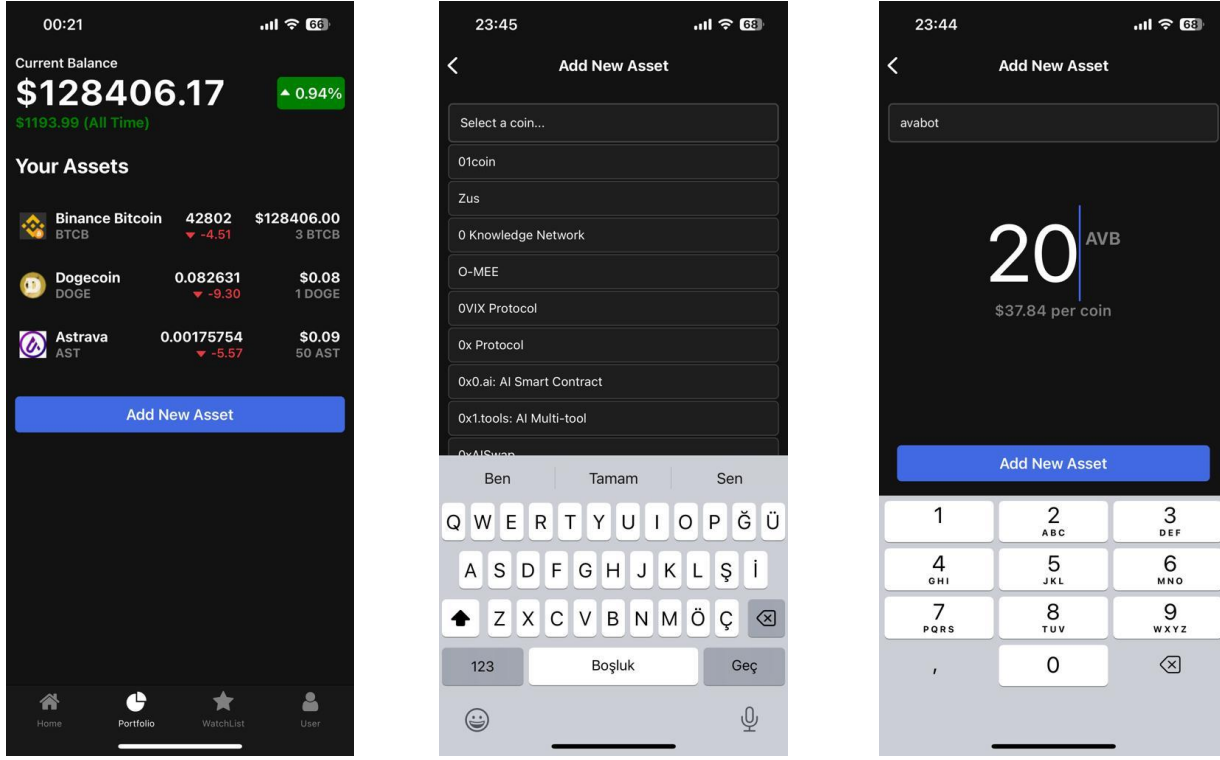 00:21
66
Current Balance
$128406.17
0.94%
$1193.99 (All Time)
Your Assets
Binance Bitcoin 42802 $128406.00
BTCB -4.51 3 BTCB
Dogecoin 0.082631 $0.08
DOGE -9.30 1 DOGE
Astrava 0.00175754 $0.09
AST -5.57 50 AST
Add New Asset
Home Portfolio WatchList User
23:45
68
Add New Asset
Select a coin...
01coin
Zus
0 Knowledge Network
O-MEE
0VIX Protocol
0x Protocol
0x0.ai: AI Smart Contract
0x1.tools: AI Multi-tool
0xAISwap
Ben Tamam Sen
Q W E R T Y U I O P Ğ Ü
A S D F G H J K L Ş İ
Z X C V B N M Ö Ç
123 Boşluk Geç
23:44
68
Add New Asset
avabot
20 AVB
$37.84 per coin
Add New Asset
1 2 3
ABC DEF
4 5 6
GHI JKL MNO
7 8 9
PQRS TUV WXYZ
, 0